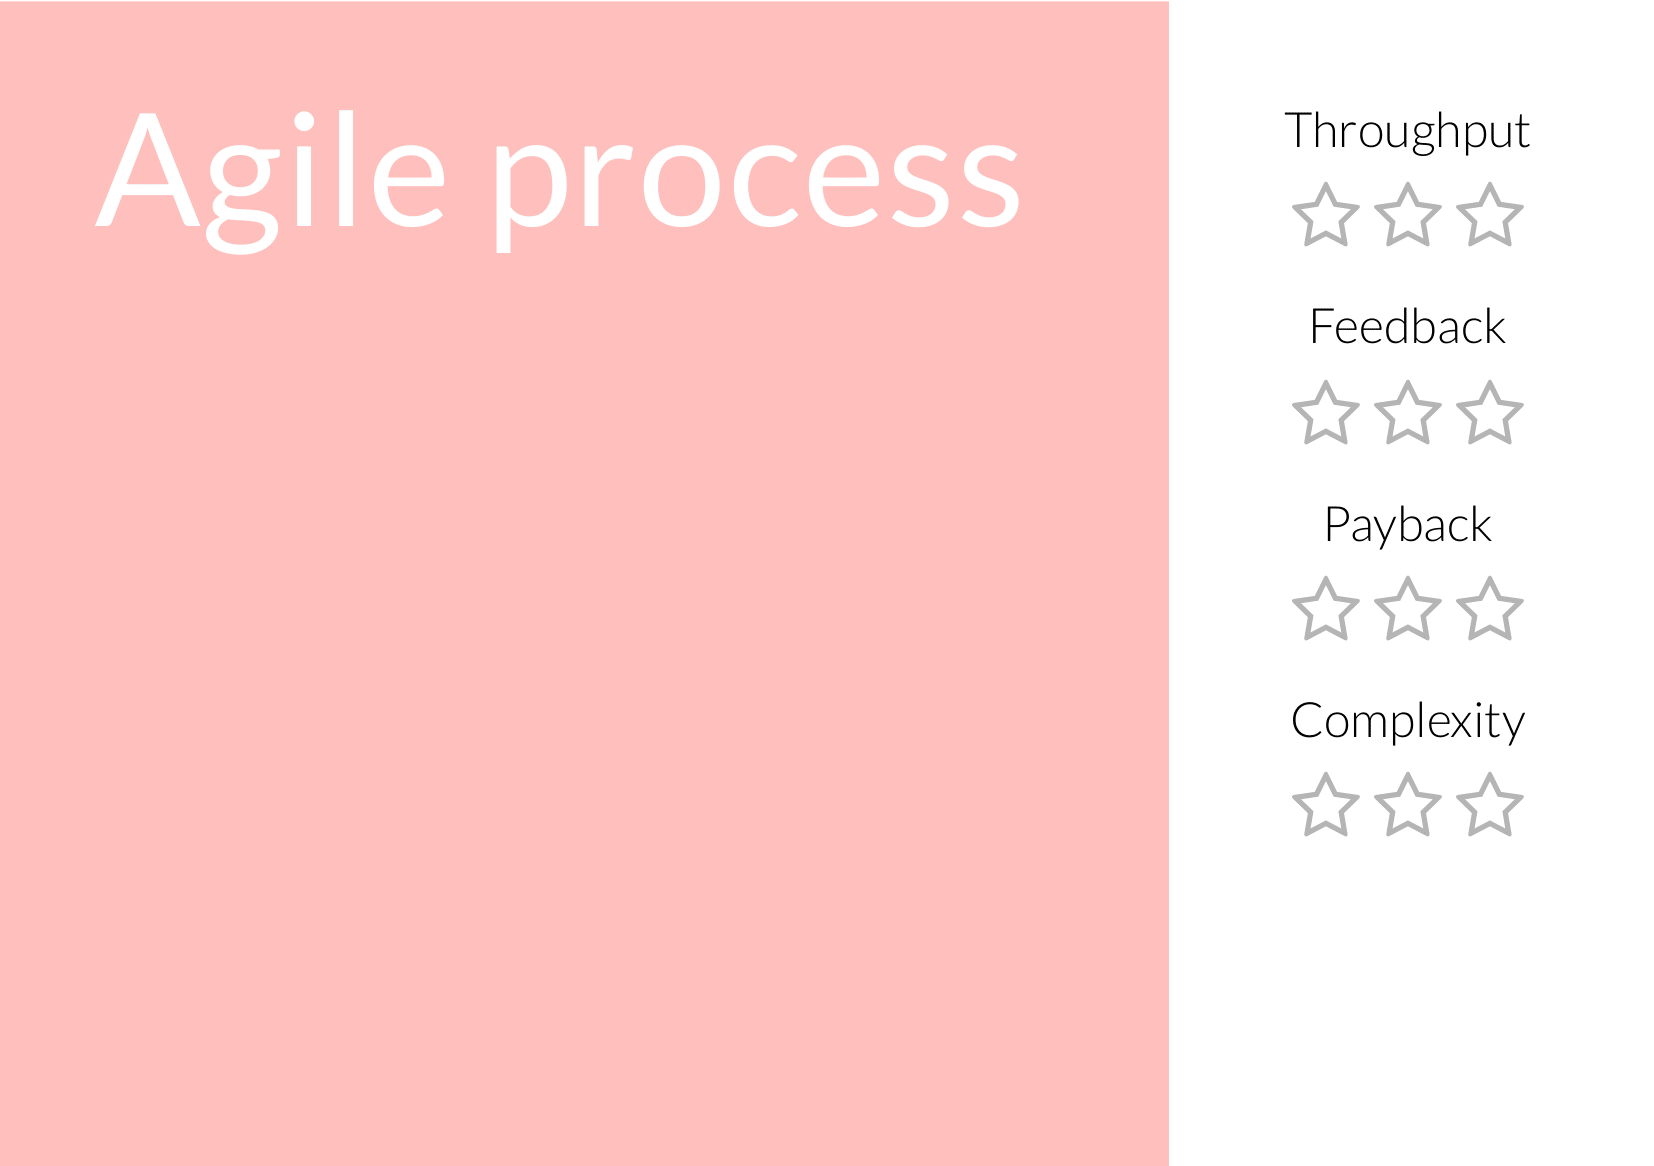 Agile process
Throughput
Feedback
Payback
Complexity